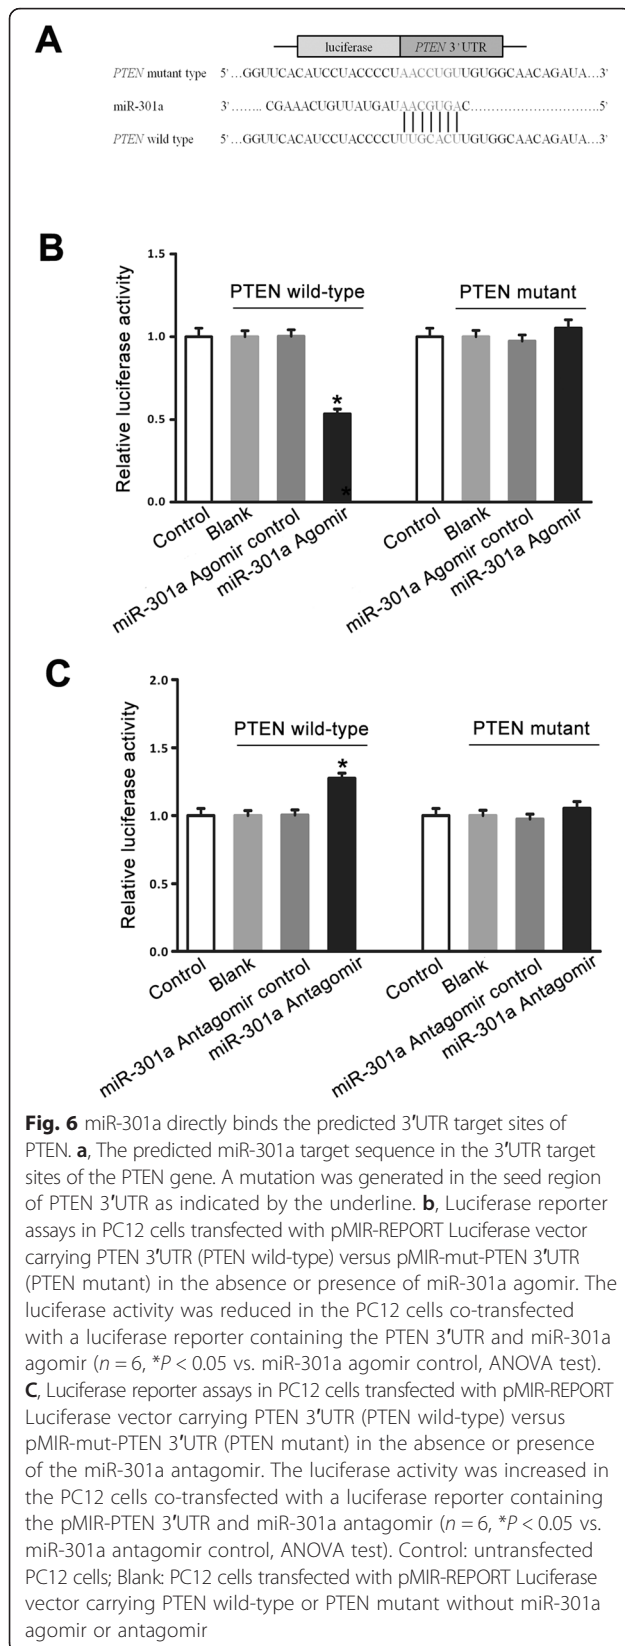 A
luciferase PTEN 3'UTR
PTEN mutant type 5'...GGUUCACAUCCUACCCCUAACCUGUUGUGGCAACAGAUA...3'
miR-301a 3'........ CGAAACUGUUAUGAUAACGUGAC..............................5'
PTEN wild type 5'...GGUUCACAUCCUACCCCUUUGCACUUGUGGCAACAGAUA...3'
B
1.5
PTEN wild-type PTEN mutant
1.0
Relative luciferase activity
*
0.5
*
0.0
Control Blank miR-301a Agomir control miR-301a Agomir Control Blank miR-301a Agomir control miR-301a Agomir
C
2.0
PTEN wild-type PTEN mutant
1.5
*
Relative luciferase activity
1.0
0.5
0.0
Control Blank miR-301a Antagomir control miR-301a Antagomir Control Blank miR-301a Antagomir control miR-301a Antagomir
Fig. 6 miR-301a directly binds the predicted 3′UTR target sites of
PTEN. a, The predicted miR-301a target sequence in the 3′UTR target
sites of the PTEN gene. A mutation was generated in the seed region
of PTEN 3′UTR as indicated by the underline. b, Luciferase reporter
assays in PC12 cells transfected with pMIR-REPORT Luciferase vector
carrying PTEN 3′UTR (PTEN wild-type) versus pMIR-mut-PTEN 3′UTR
(PTEN mutant) in the absence or presence of miR-301a agomir. The
luciferase activity was reduced in the PC12 cells co-transfected
with a luciferase reporter containing the PTEN 3′UTR and miR-301a
agomir (n = 6, *P < 0.05 vs. miR-301a agomir control, ANOVA test).
C, Luciferase reporter assays in PC12 cells transfected with pMIR-REPORT
Luciferase vector carrying PTEN 3′UTR (PTEN wild-type) versus
pMIR-mut-PTEN 3′UTR (PTEN mutant) in the absence or presence
of the miR-301a antagomir. The luciferase activity was increased in
the PC12 cells co-transfected with a luciferase reporter containing
the pMIR-PTEN 3′UTR and miR-301a antagomir (n = 6, *P < 0.05 vs.
miR-301a antagomir control, ANOVA test). Control: untransfected
PC12 cells; Blank: PC12 cells transfected with pMIR-REPORT Luciferase
vector carrying PTEN wild-type or PTEN mutant without miR-301a
agomir or antagomir